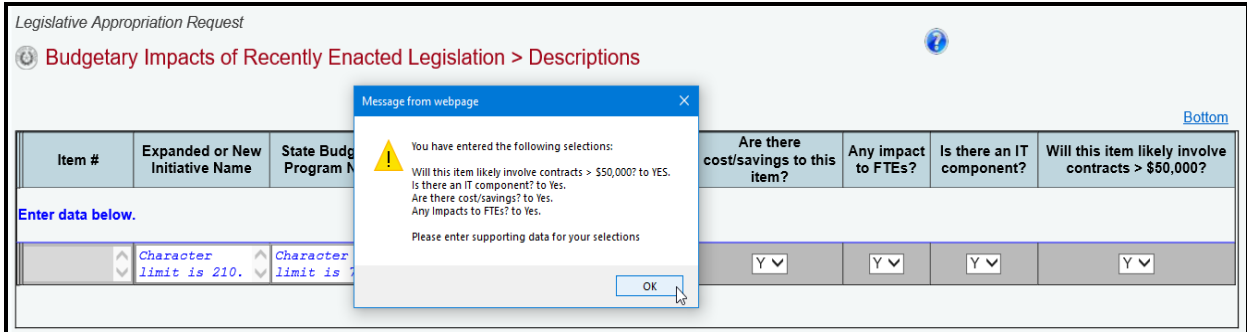 Legislative Appropriation Request
Budgetary Impacts of Recently Enacted Legislation > Descriptions
?
Message from webpage
Bottom
You have entered the following selections:
Will this item likely involve contracts > $50,000? to YES.
Is there an IT component? to Yes.
Are there cost/savings? to Yes.
Any Impacts to FTEs? to Yes.
Please enter supporting data for your selections
OK
Item #
Expanded or New
Initiative Name
State Budg
Program N
Are there
cost/savings to this
item?
Any impact
to FTEs?
Is there an IT
component?
Will this item likely involve
contracts > $50,000?
Enter data below.
Character
limit is 210.
Character
limit is 7
Y
Y
Y
Y